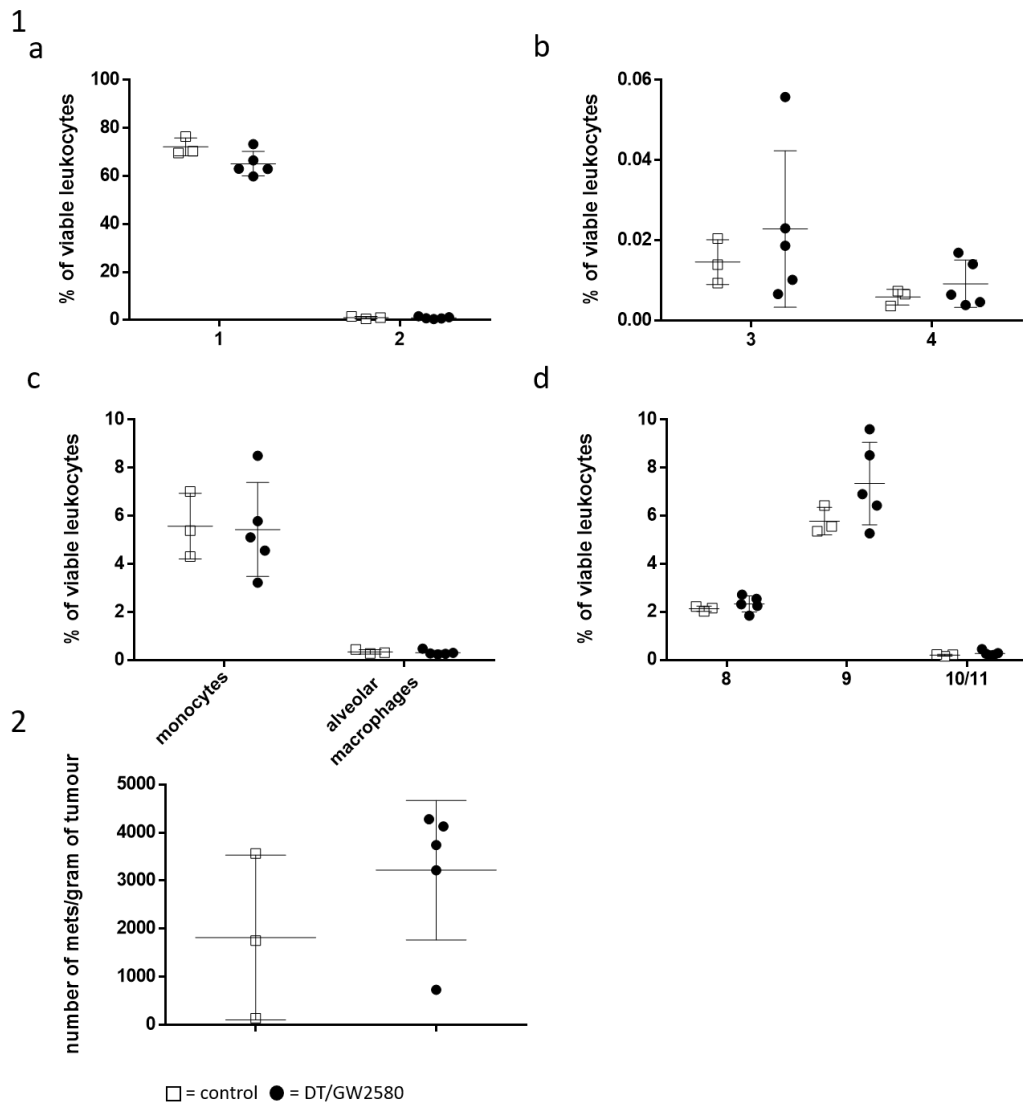 1
a
% of viable leukocytes
100
80
60
40
20
0
1
2
b
% of viable leukocytes
0.06
0.04
0.02
0.00
3
4
c
% of viable leukocytes
10
8
6
4
2
0
monocytes
alveolar
macrophages
d
% of viable leukocytes
10
8
6
4
2
0
8
9
10/11
2
number of mets/gram of tumour
5000
4000
3000
2000
1000
0
= control = DT/GW2580